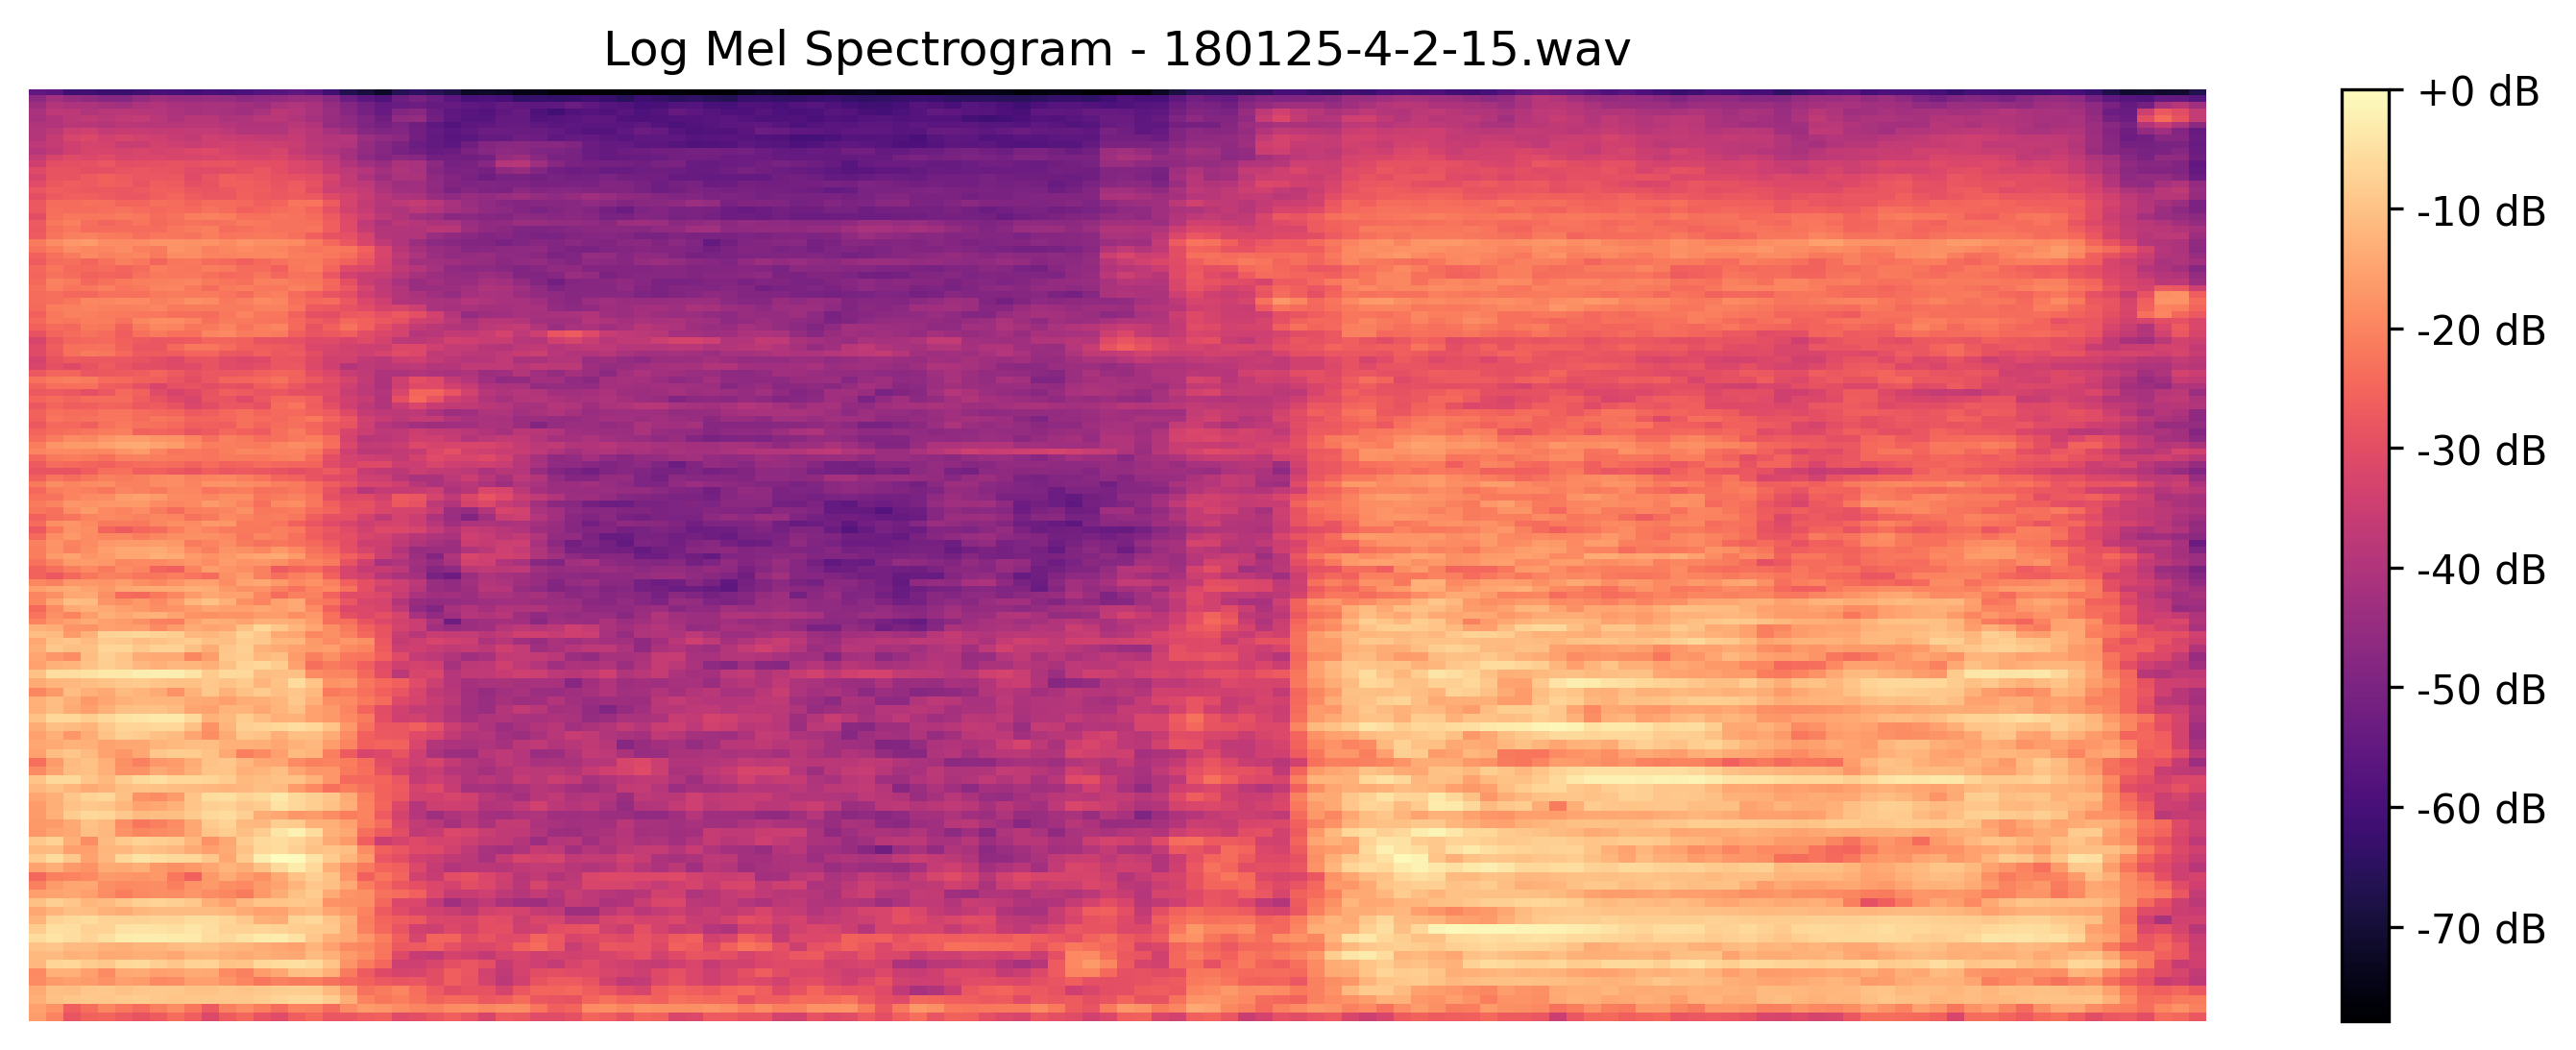 Log Mel Spectrogram - 180125-4-2-15.wav
+0 dB
-10 dB
-20 dB
-30 dB
-40 dB
-50 dB
-60 dB
-70 dB